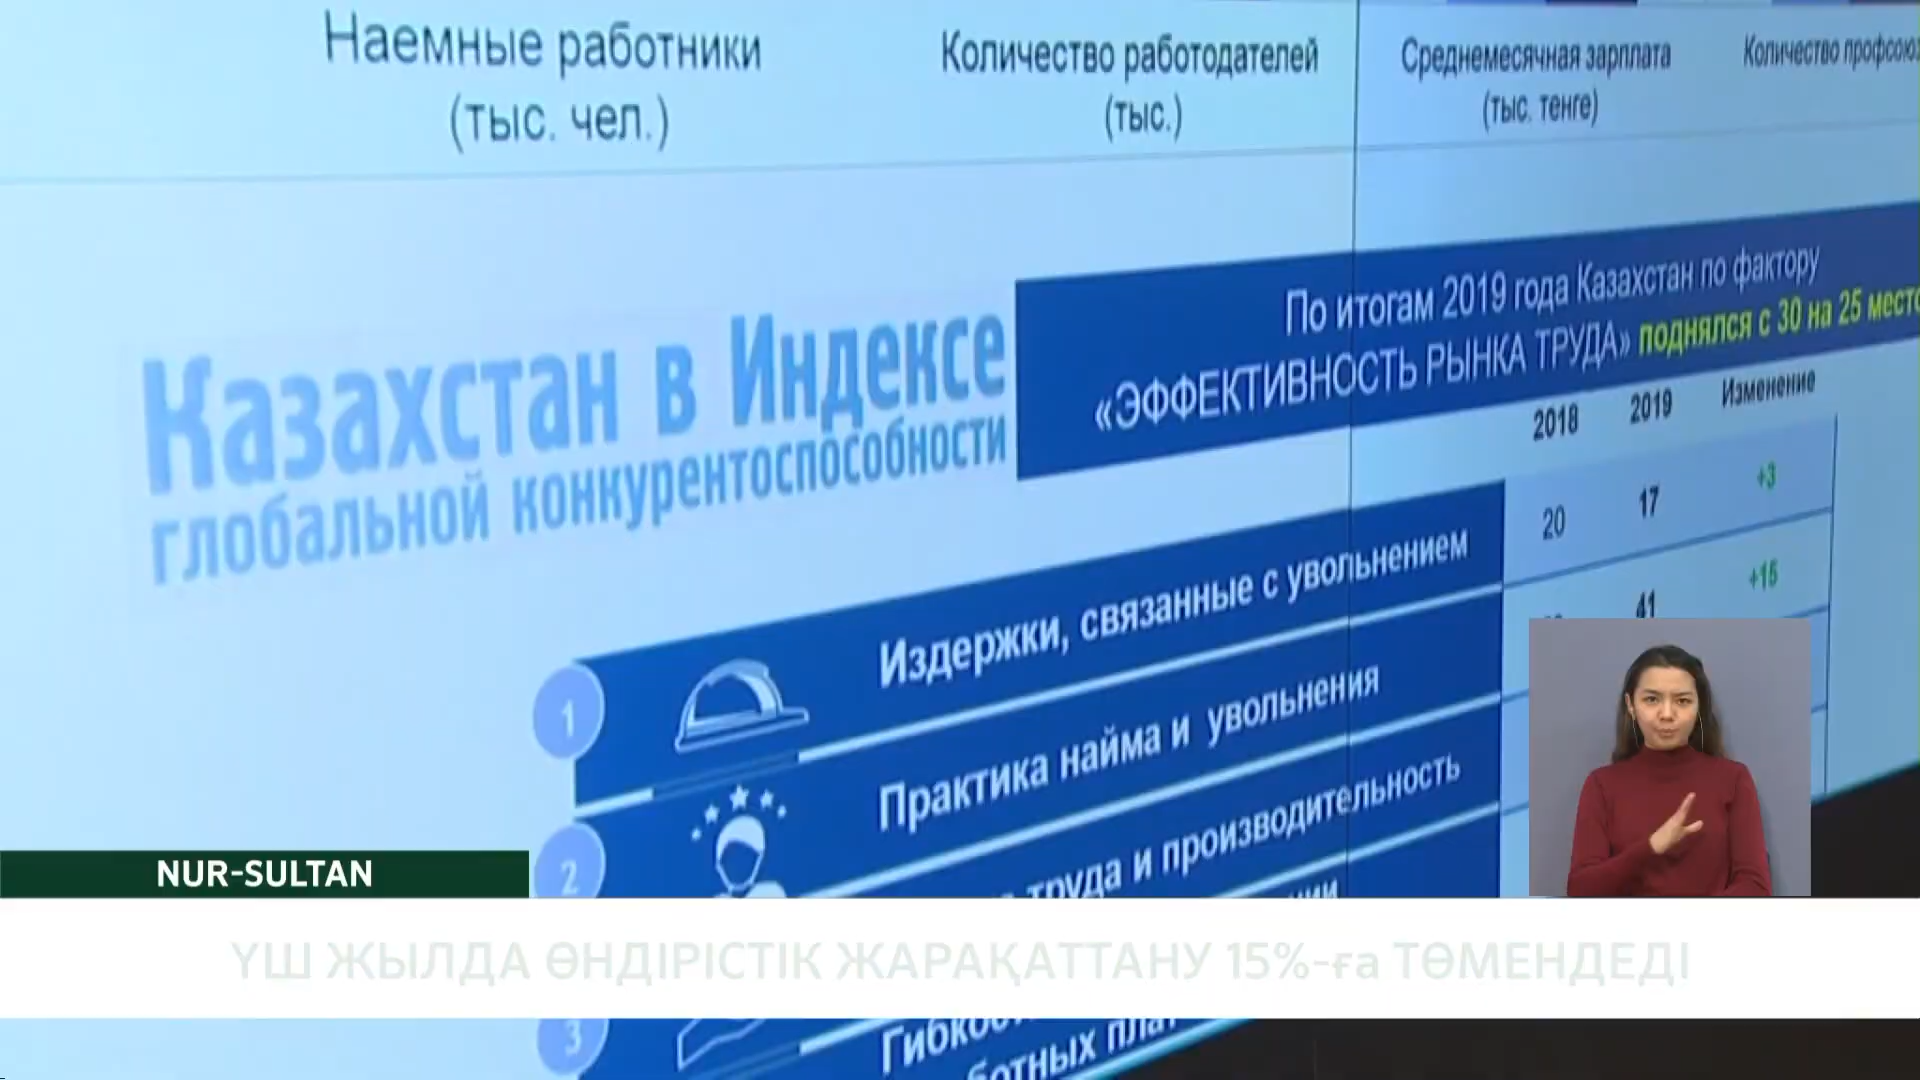 Наемные работники
(тыс. чел.)
Количество работодателей
(тыс.)
Среднемесячная зарплата
(тыс. тенге)
Количество
Казахстан в Индексе
глобальной конкурентоспособности
По итогам 2019 года Казахстан по фактору
«ЭФФЕКТИВНОСТЬ РЫНКА ТРУДА» поднялся с 30 на 25 место
2018 2019 Изменение
1 Издержки, связанные с увольнением 20 17 +3
2 Практика найма и увольнения 41 +15
труда и производительность
NUR-SULTAN
ҮШ ЖЫЛДА ӨНДІРІСТІК ЖАРАҚАТТАНУ 15%-ға ТӨМЕНДЕДІ
3